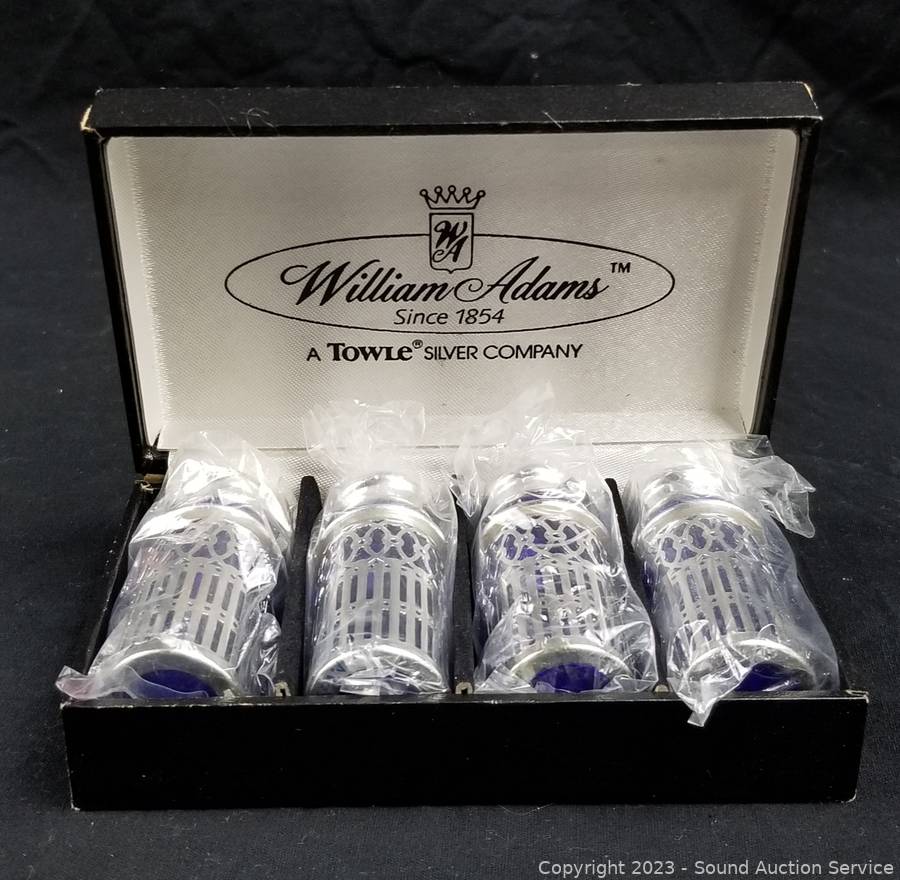 WA
William Adams™
Since 1854
A TOWLE® SILVER COMPANY
Copyright 2023 - Sound Auction Service